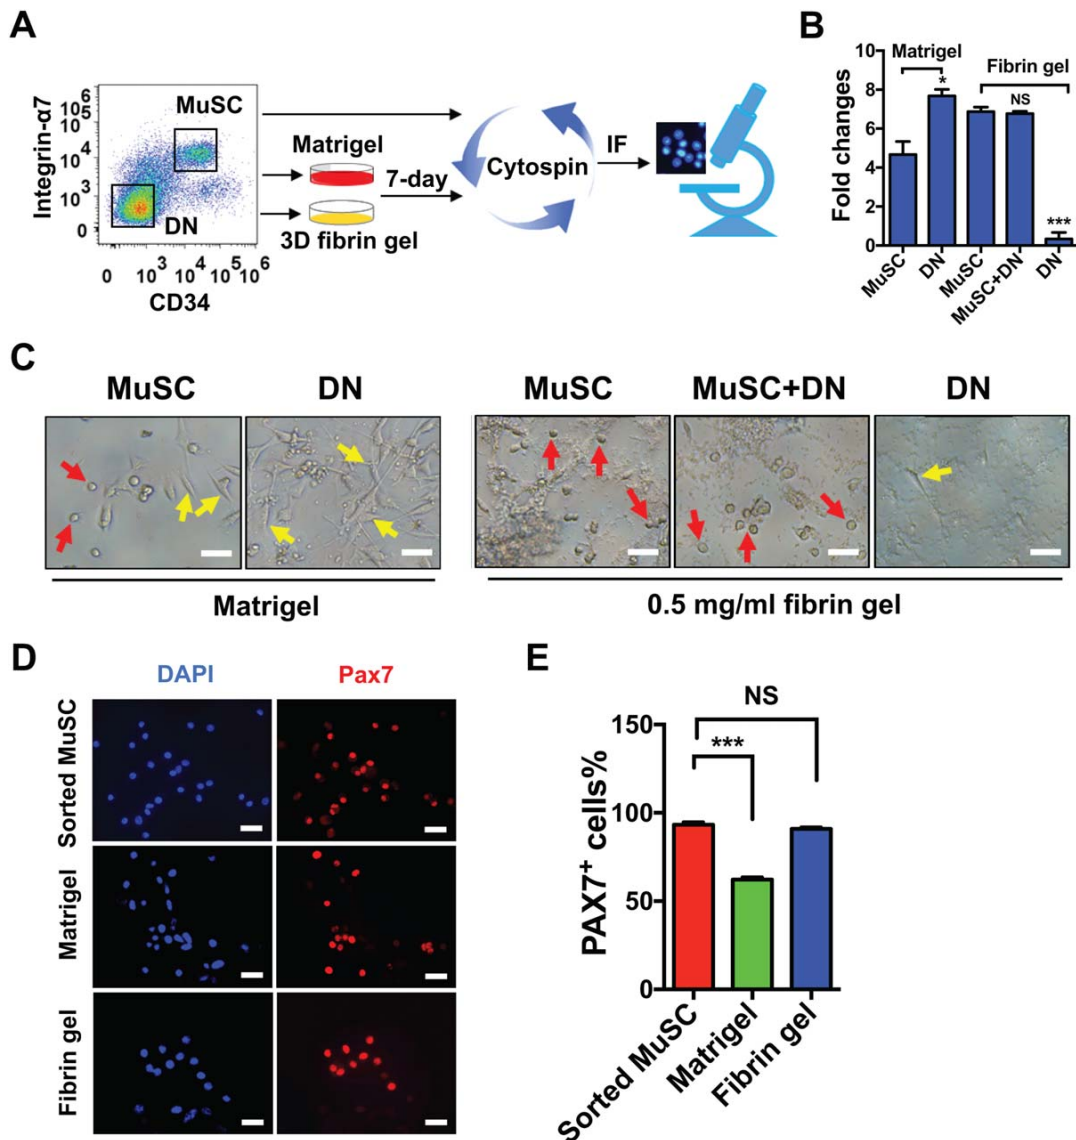 A
Integrin-α7
10⁶
10⁵
10⁴
10³
0
MuSC
DN
0 10³ 10⁴ 10⁵10⁶
CD34
Matrigel
7-day
3D fibrin gel
Cytospin
IF
B
Fold changes
10
8
6
4
2
0
Matrigel
*
Fibrin gel
NS
***
MuSC
DN
MuSC
MuSC+DN
DN
C
MuSC
DN
MuSC
MuSC+DN
DN
Matrigel
0.5 mg/ml fibrin gel
D
DAPI
Pax7
Sorted MuSC
Matrigel
Fibrin gel
E
PAX7⁺ cells%
150
100
50
0
NS
***
Sorted MuSC
Matrigel
Fibrin gel